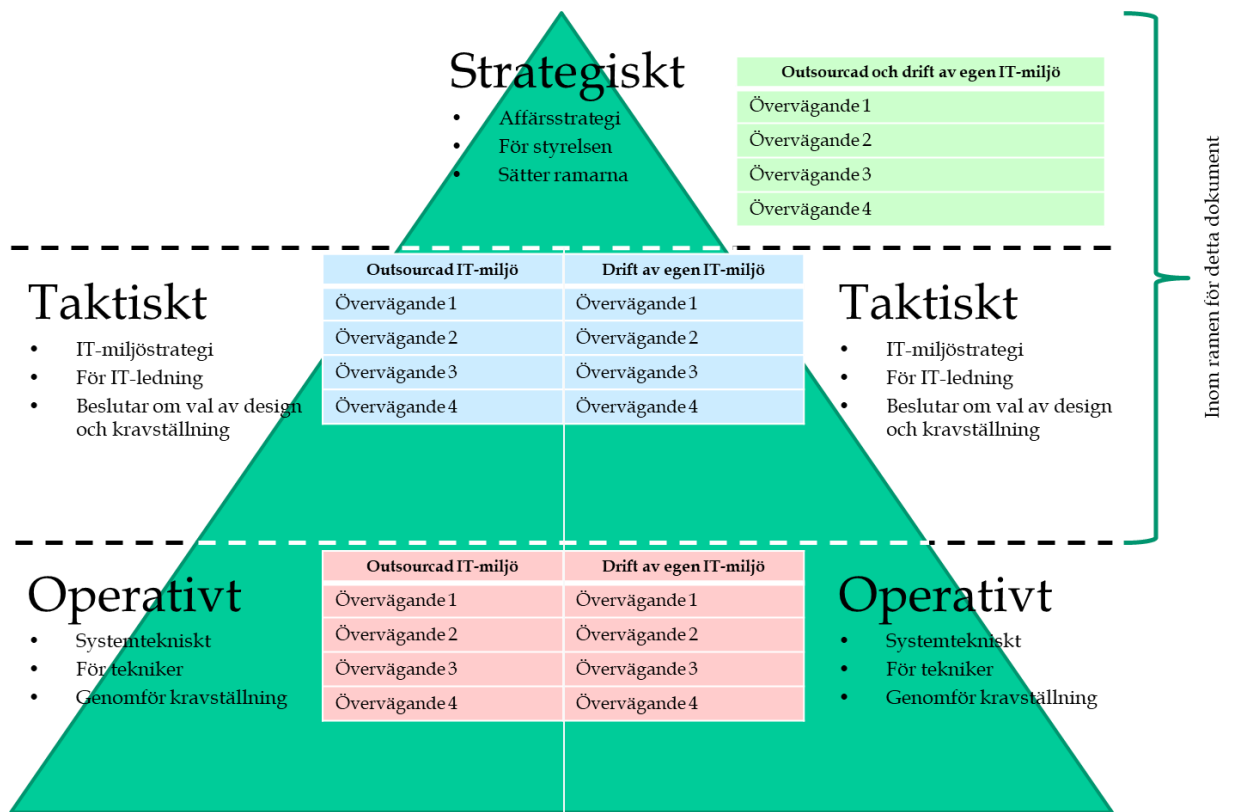 Strategiskt
• Affärsstrategi
• För styrelsen
• Sätter ramarna
Outsourcad och drift av egen IT-miljö
Övervägande 1
Övervägande 2
Övervägande 3
Övervägande 4
Inom ramen för detta dokument
Taktiskt
• IT-miljöstrategi
• För IT-ledning
• Beslutar om val av design
och kravställning
Outsourcad IT-miljö Drift av egen IT-miljö
Övervägande 1 Övervägande 1
Övervägande 2 Övervägande 2
Övervägande 3 Övervägande 3
Övervägande 4 Övervägande 4
Taktiskt
• IT-miljöstrategi
• För IT-ledning
• Beslutar om val av design
och kravställning
Operativt
• Systemtekniskt
• För tekniker
• Genomför kravställning
Outsourcad IT-miljö Drift av egen IT-miljö
Övervägande 1 Övervägande 1
Övervägande 2 Övervägande 2
Övervägande 3 Övervägande 3
Övervägande 4 Övervägande 4
Operativt
• Systemtekniskt
• För tekniker
• Genomför kravställning